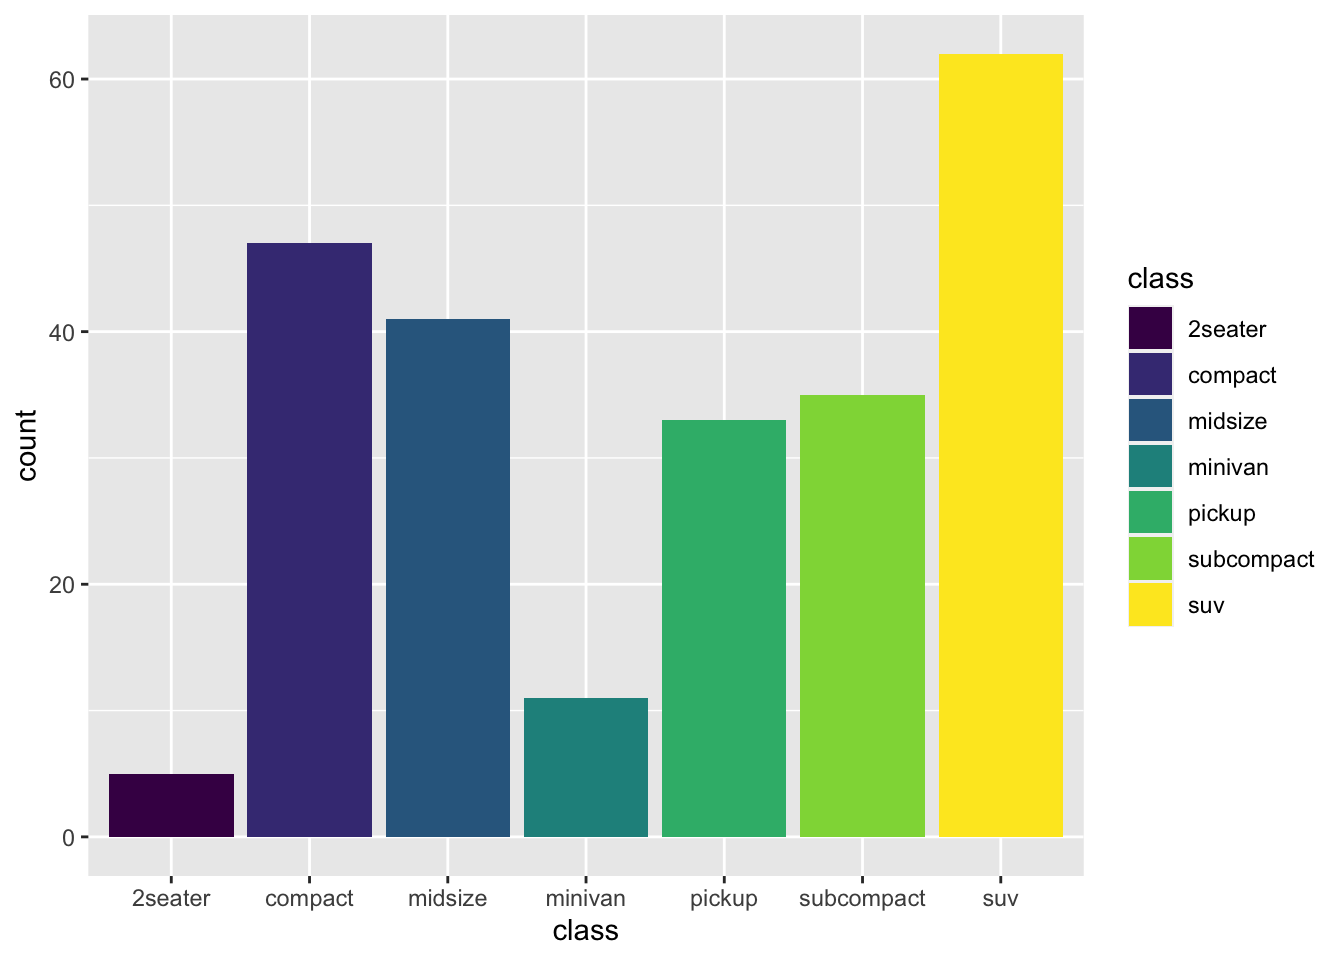 60
40
20
0
count
2seater compact midsize minivan pickup subcompact suv
class
class
2seater
compact
midsize
minivan
pickup
subcompact
suv